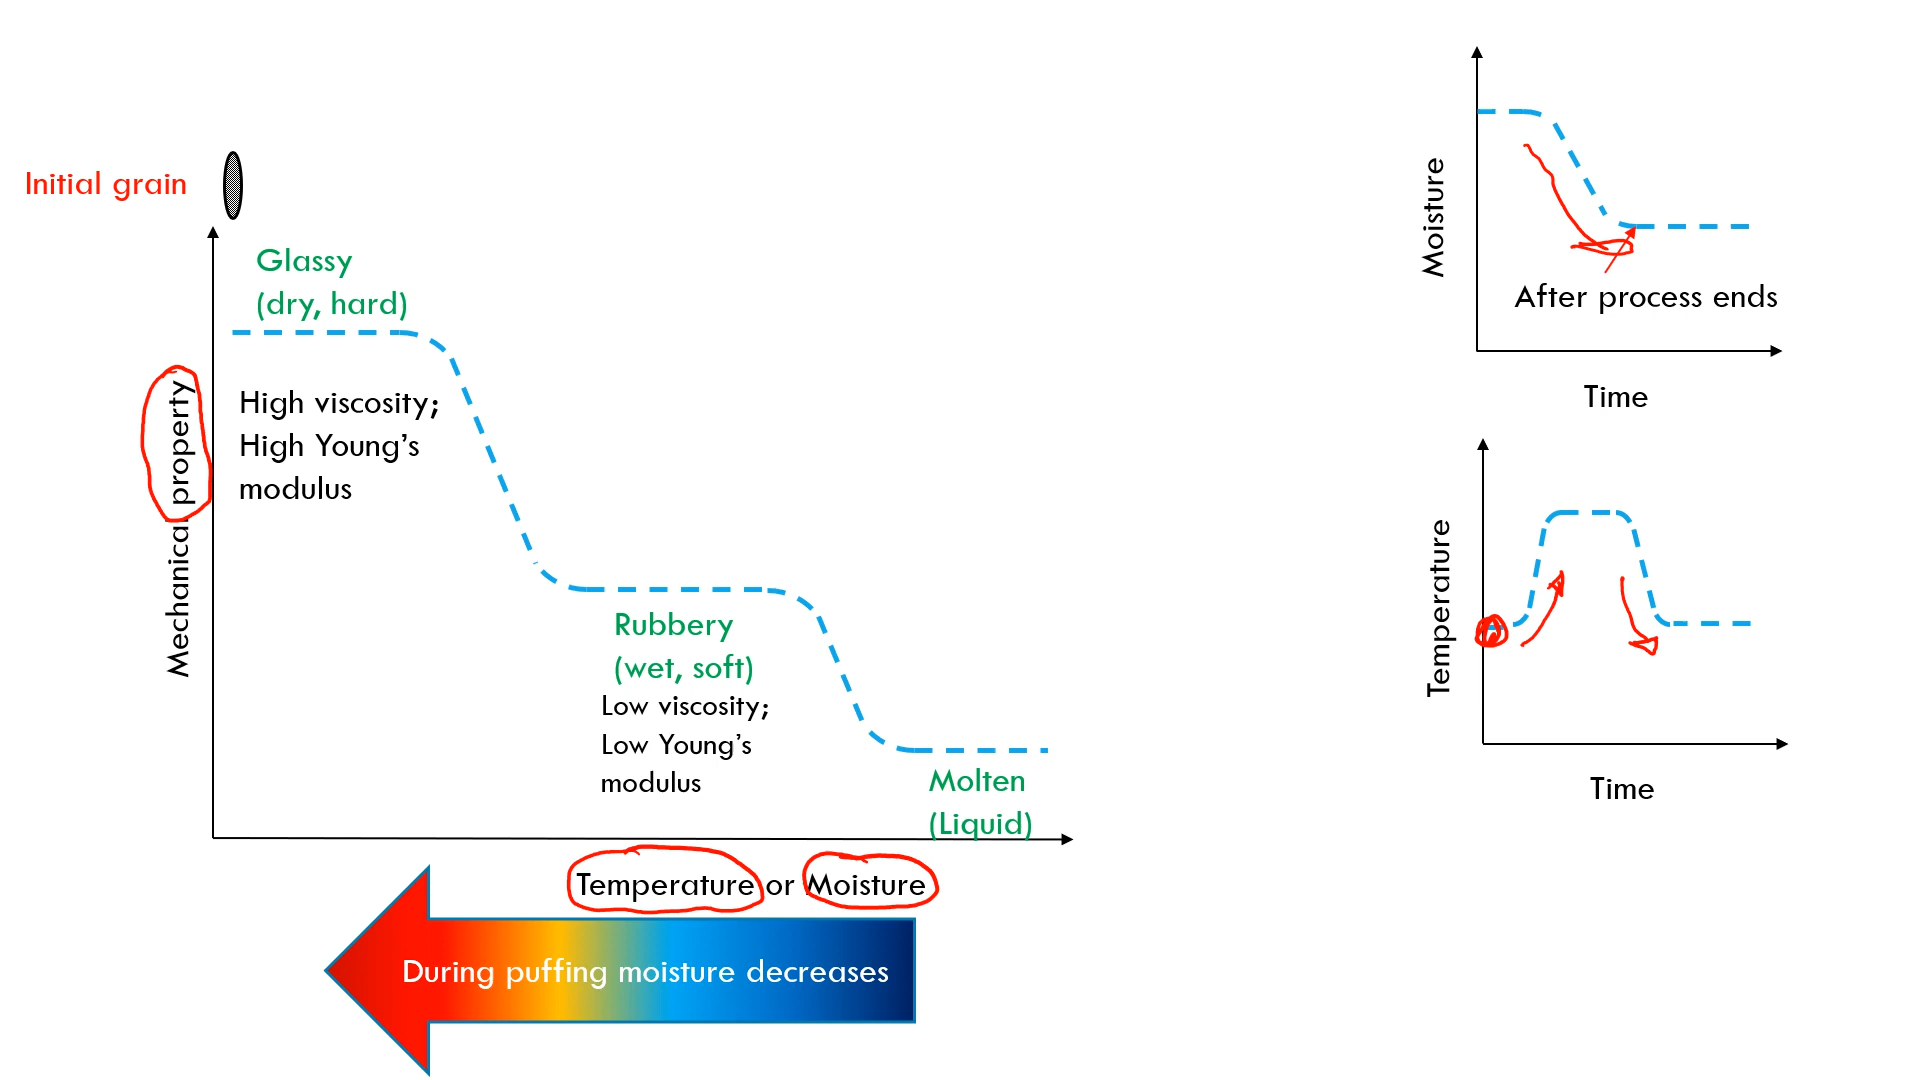 Initial grain
Glassy
(dry, hard)
High viscosity;
High Young's
modulus
Mechanical property
Rubbery
(wet, soft)
Low viscosity;
Low Young's
modulus
Molten
(Liquid)
Temperature or Moisture
During puffing moisture decreases
Moisture
After process ends
Time
Temperature
Time